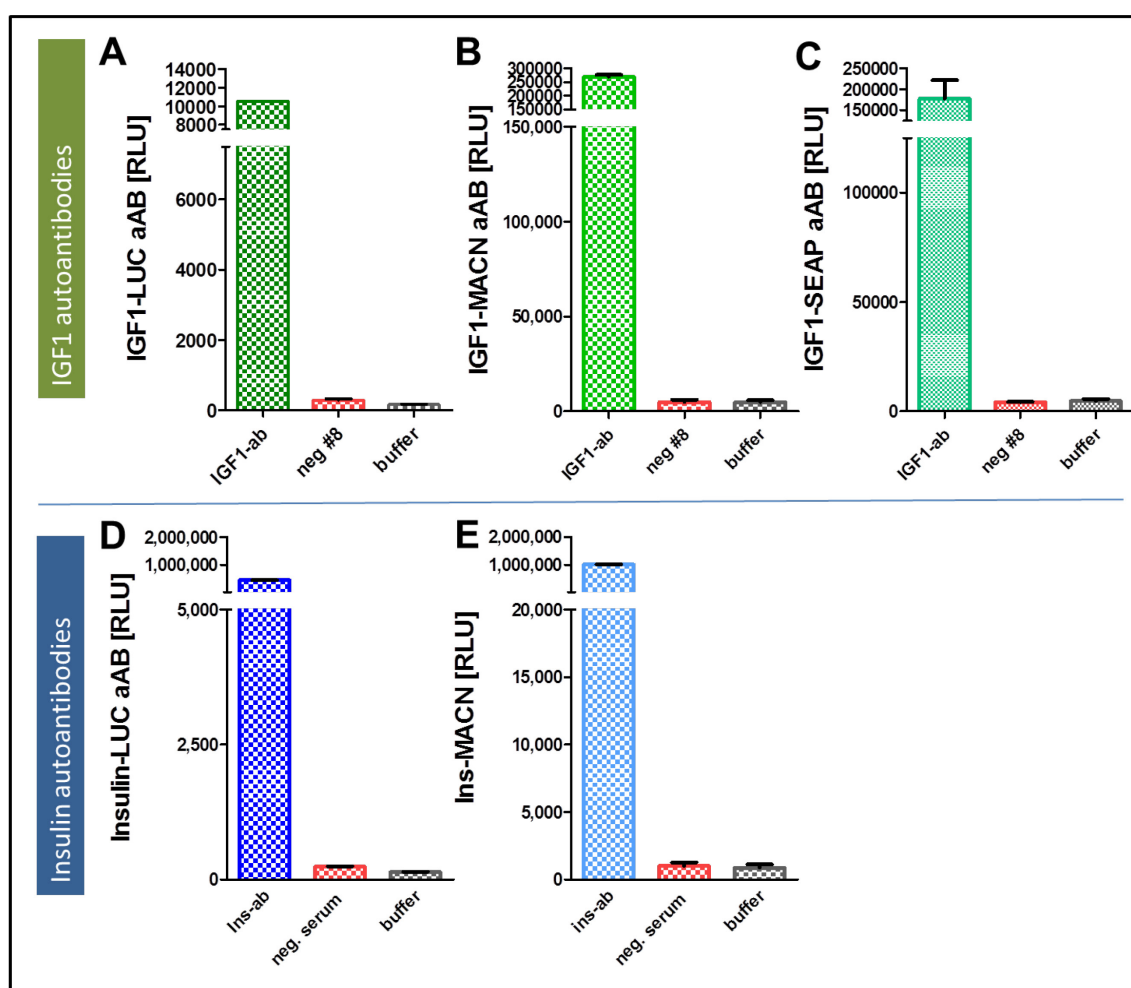 IGF1 autoantibodies
A
IGF1-LUC aAB [RLU]
14000
12000
10000
8000
6000
4000
2000
0
IGF1-ab
neg #8
buffer
B
IGF1-MACN aAB [RLU]
300000
250000
200000
150000
150,000
100,000
50,000
0
IGF1-ab
neg #8
buffer
C
IGF1-SEAP aAB [RLU]
250000
200000
150000
100000
50000
0
IGF1-ab
neg #8
buffer
Insulin autoantibodies
D
Insulin-LUC aAB [RLU]
2,000,000
1,000,000
5,000
2,500
0
Ins-ab
neg. serum
buffer
E
Ins-MACN [RLU]
2,000,000
1,000,000
20,000
15,000
10,000
5,000
0
ins-ab
neg. serum
buffer